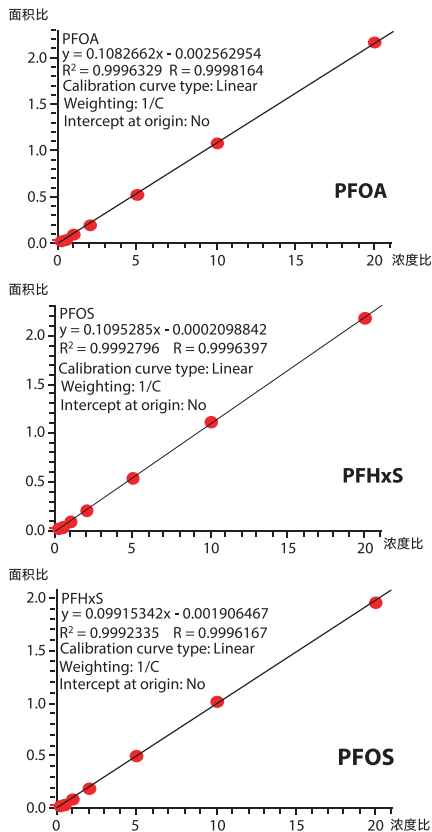 面积比
PFOA
y = 0.1082662x - 0.002562954
R² = 0.9996329 R = 0.9998164
Calibration curve type: Linear
Weighting: 1/C
Intercept at origin: No
2.0
1.5
1.0
0.5
0.0
PFOA
0 5 10 15 20 浓度比
面积比
PFOS
y = 0.1095285x - 0.0002098842
R² = 0.9992796 R = 0.9996397
Calibration curve type: Linear
Weighting: 1/C
Intercept at origin: No
2.0
1.5
1.0
0.5
0.0
PFHxS
0 5 10 15 20 浓度比
面积比
PFHxS
y = 0.09915342x - 0.001906467
R² = 0.9992335 R = 0.9996167
Calibration curve type: Linear
Weighting: 1/C
Intercept at origin: No
2.0
1.5
1.0
0.5
0.0
PFOS
0 5 10 15 20 浓度比